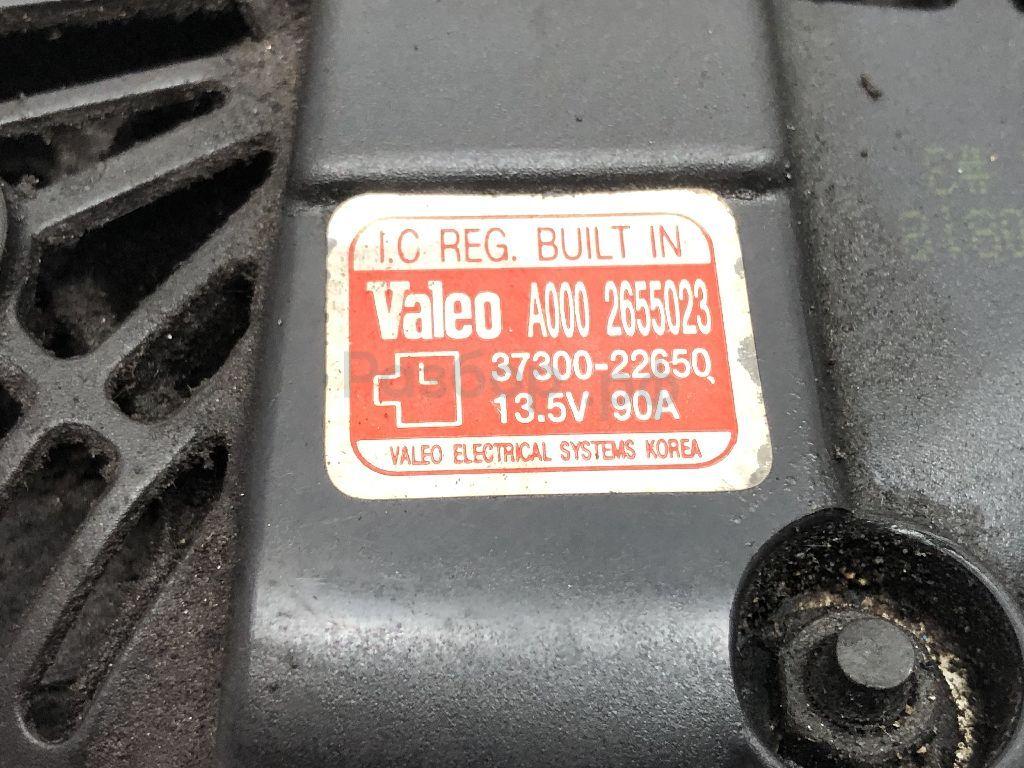 I.C REG. BUILT IN
Valeo A000 2655023
L 37300-22650
13.5V 90A
VALEO ELECTRICAL SYSTEMS KOREA